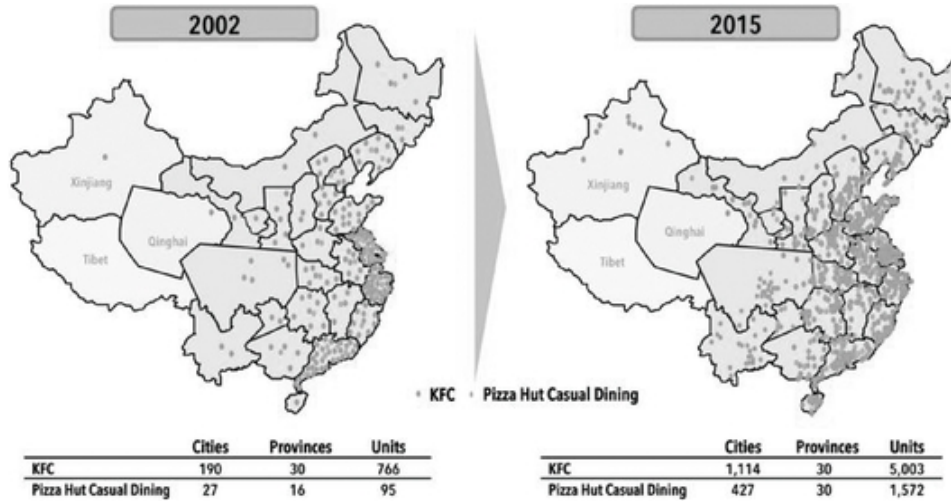 2002
2015
Xinjiang
Qinghai
Tibet
Xinjiang
Qinghai
Tibet
KFC Pizza Hut Casual Dining
Cities Provinces Units
KFC 190 30 766
Pizza Hut Casual Dining 27 16 95
Cities Provinces Units
KFC 1,114 30 5,003
Pizza Hut Casual Dining 427 30 1,572